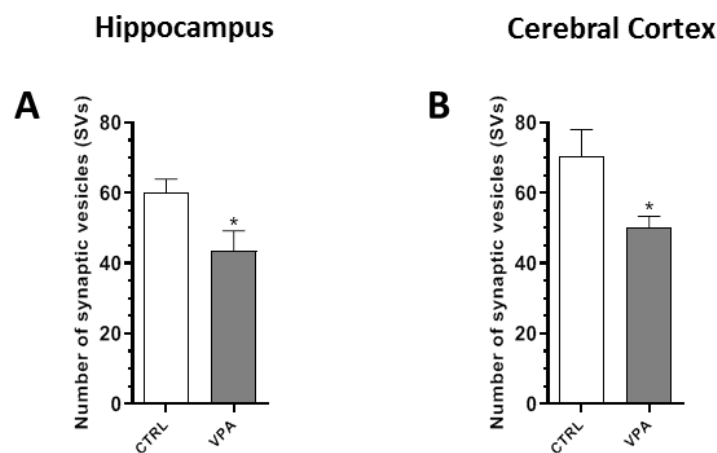 Hippocampus
Cerebral Cortex
A
Number of synaptic vesicles (SVs)
80
60
40
20
0
*
CTRL
VPA
B
Number of synaptic vesicles (SVs)
80
60
40
20
0
*
CTRL
VPA